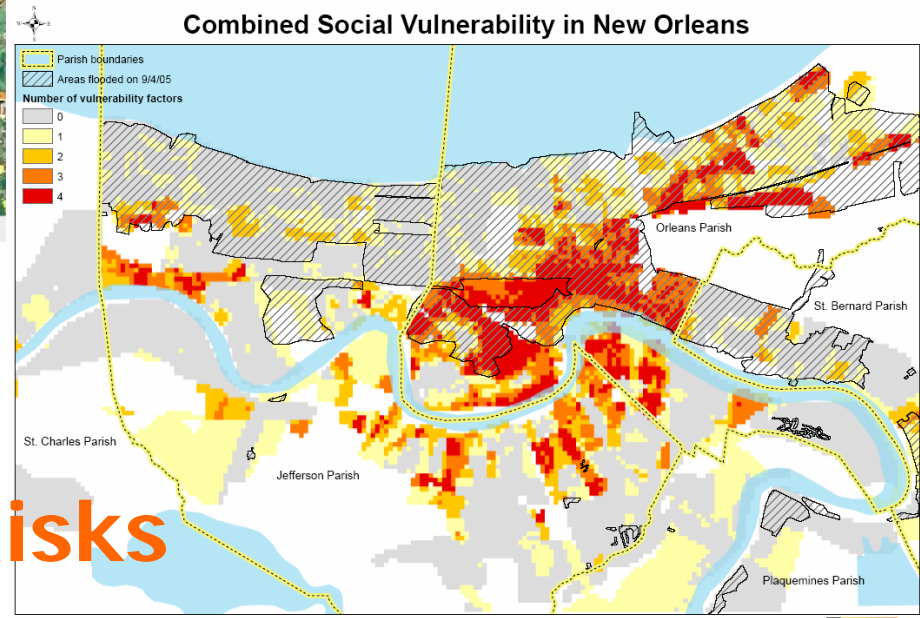 N
W E
S
Combined Social Vulnerability in New Orleans
Parish boundaries
Areas flooded on 9/4/05
Number of vulnerability factors
0
1
2
3
4
Orleans Parish
St. Bernard Parish
St. Charles Parish
Jefferson Parish
isks
Plaquemines Parish